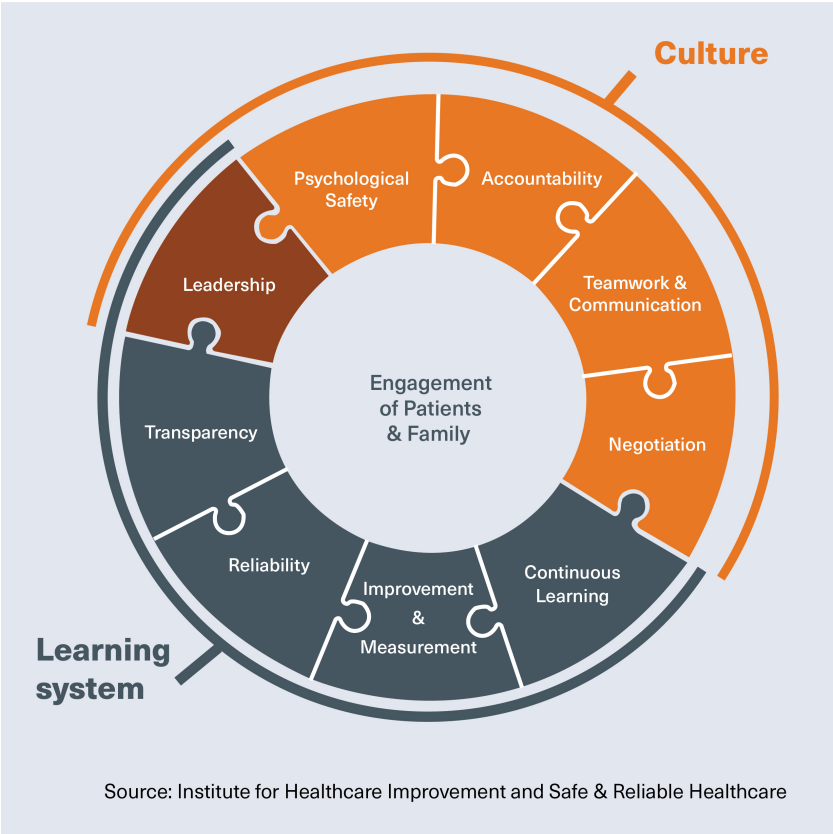 Culture
Psychological
Safety
Accountability
Teamwork &
Communication
Leadership
Engagement
of Patients
& Family
Transparency
Negotiation
Reliability
Improvement
&
Measurement
Continuous
Learning
Learning
system
Source: Institute for Healthcare Improvement and Safe & Reliable Healthcare